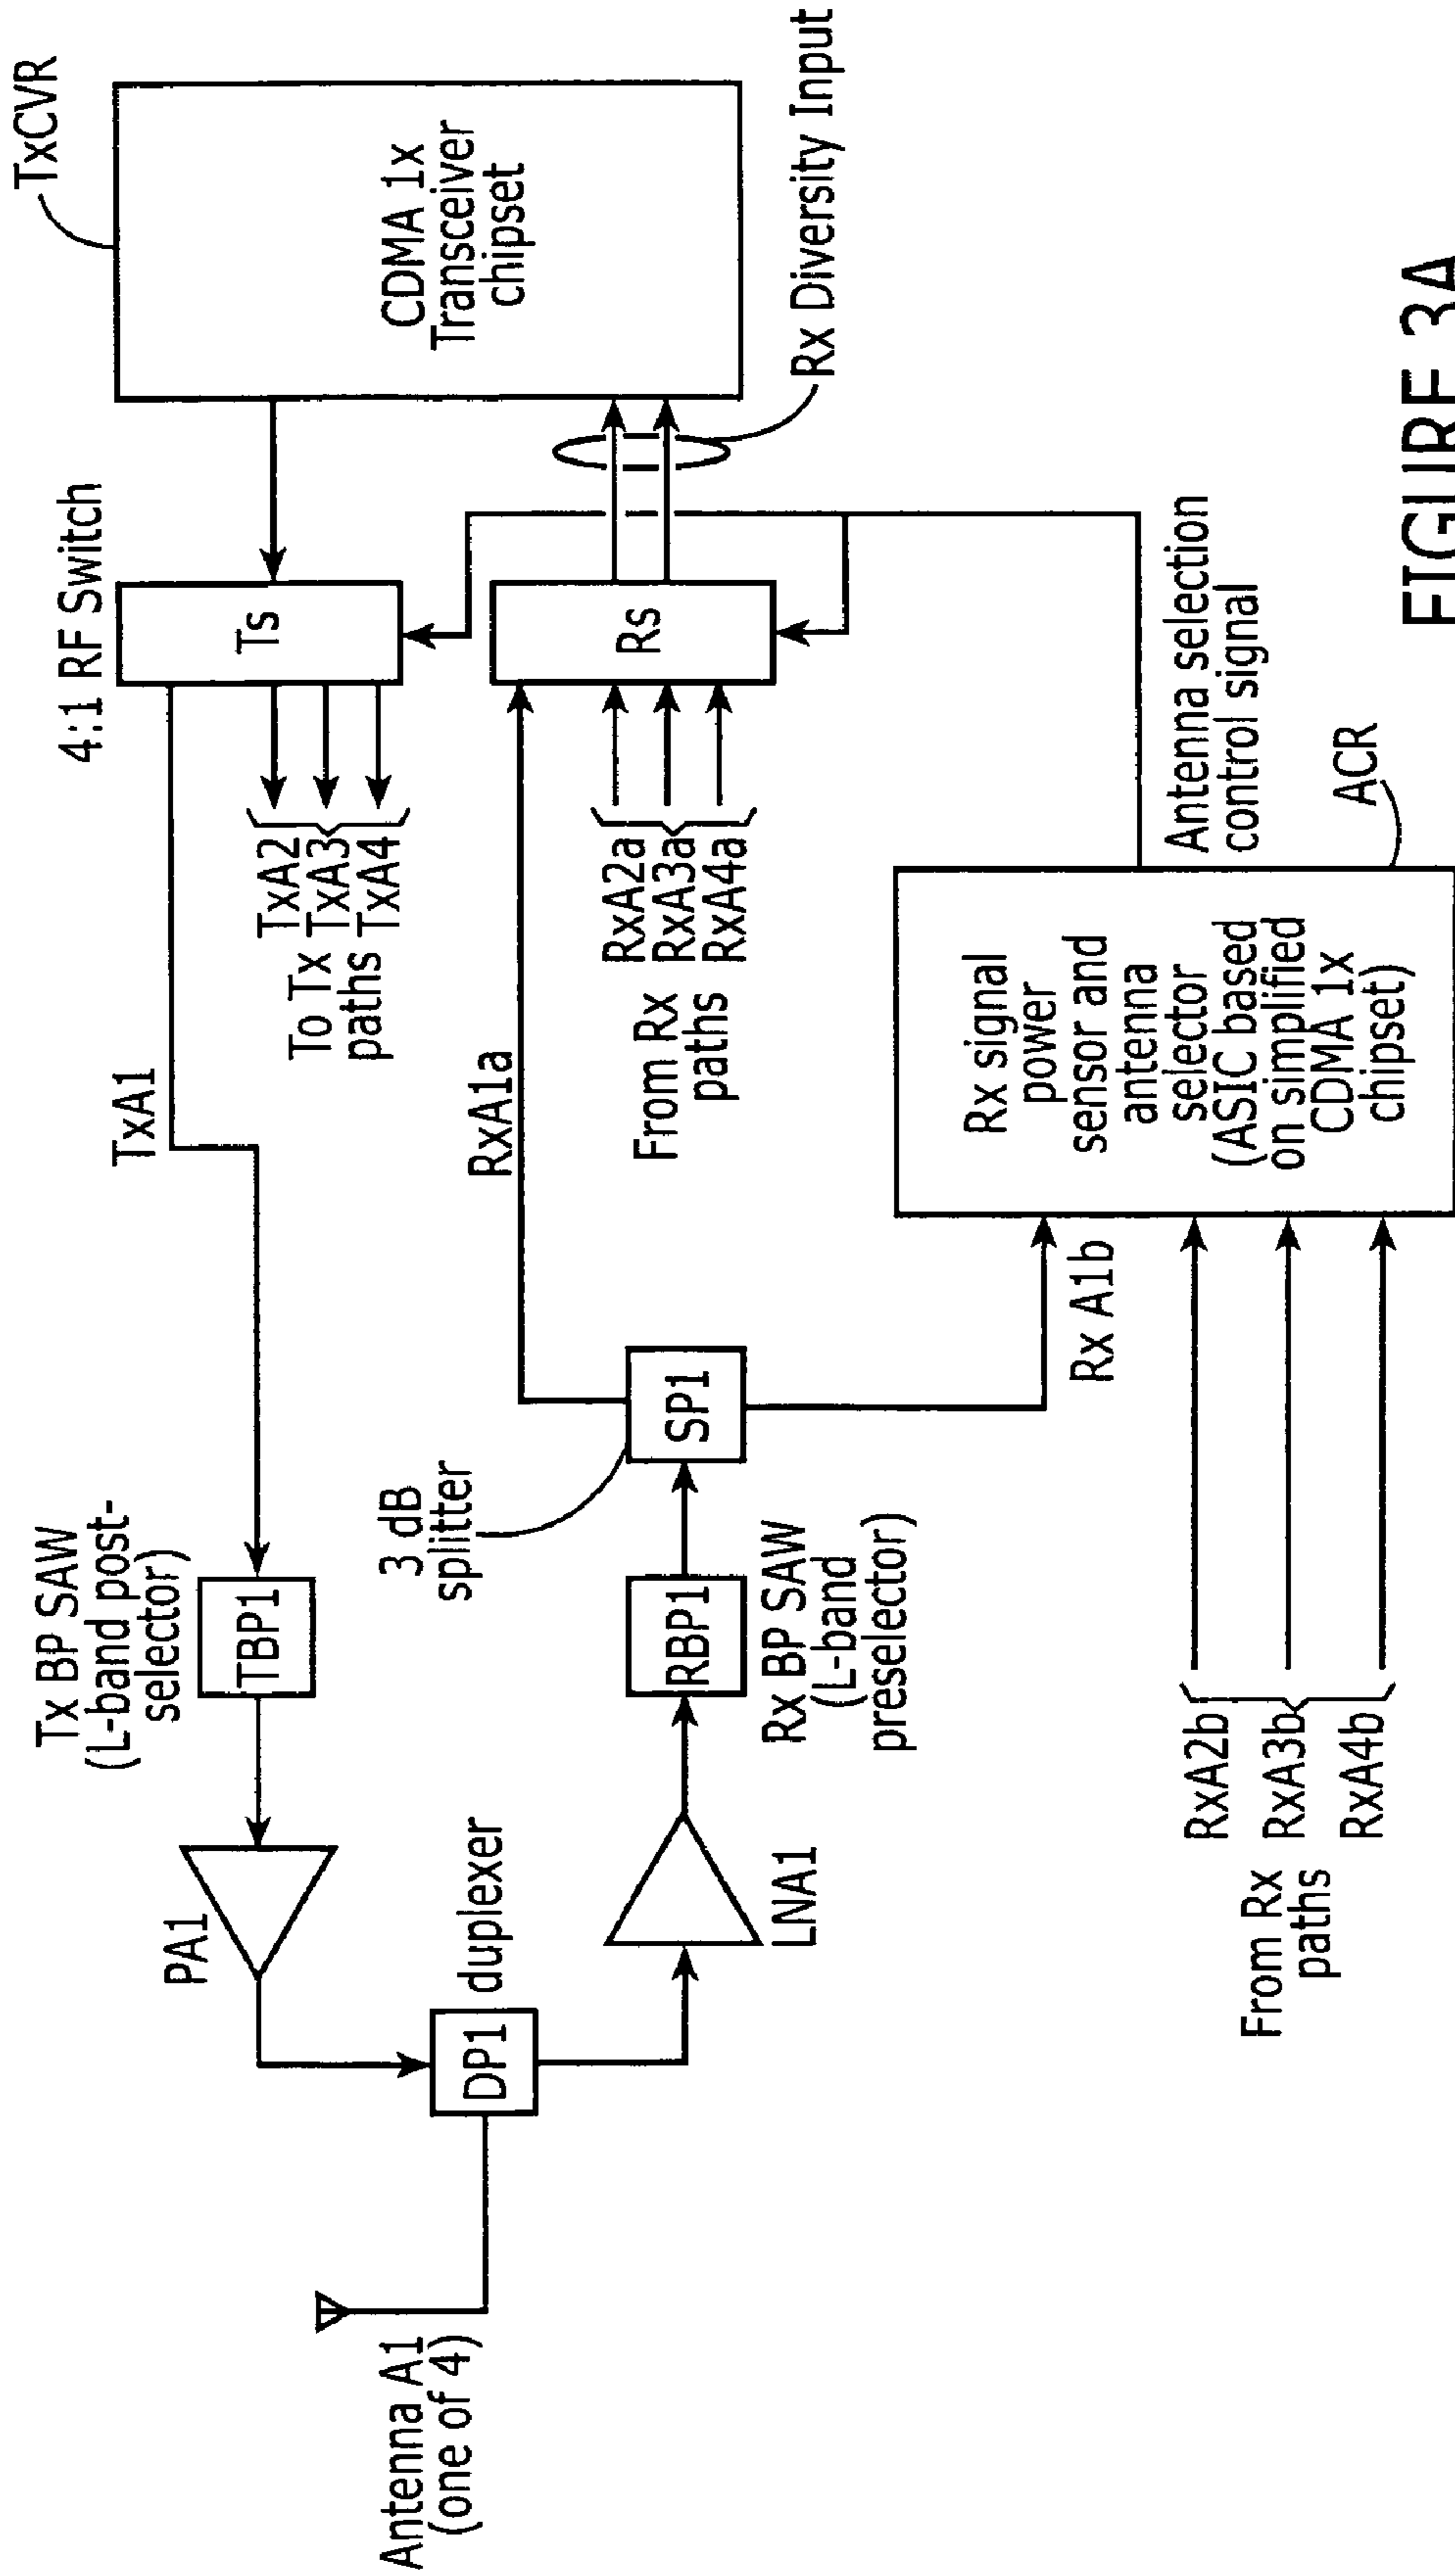 TxCVR
CDMA 1x
Transceiver
chipset
4:1 RF Switch
Ts
Rs
Rx Diversity Input
TxA1
TxA2
To Tx TxA3
paths TxA4
RxA1a
RxA2a
RxA3a
RxA4a
From Rx
paths
Tx BP SAW
(L-band post-
selector)
TBP1
PA1
DP1
duplexer
LNA1
RBP1
Rx BP SAW
(L-band
preselector)
3 dB
splitter
SP1
Antenna A1
(one of 4)
Rx A1b
Rx signal
power
sensor and
antenna
selector
(ASIC based
on simplified
CDMA 1x
chipset)
Antenna selection
control signal
ACR
RxA2b
RxA3b
RxA4b
From Rx
paths
FIGURE 3A